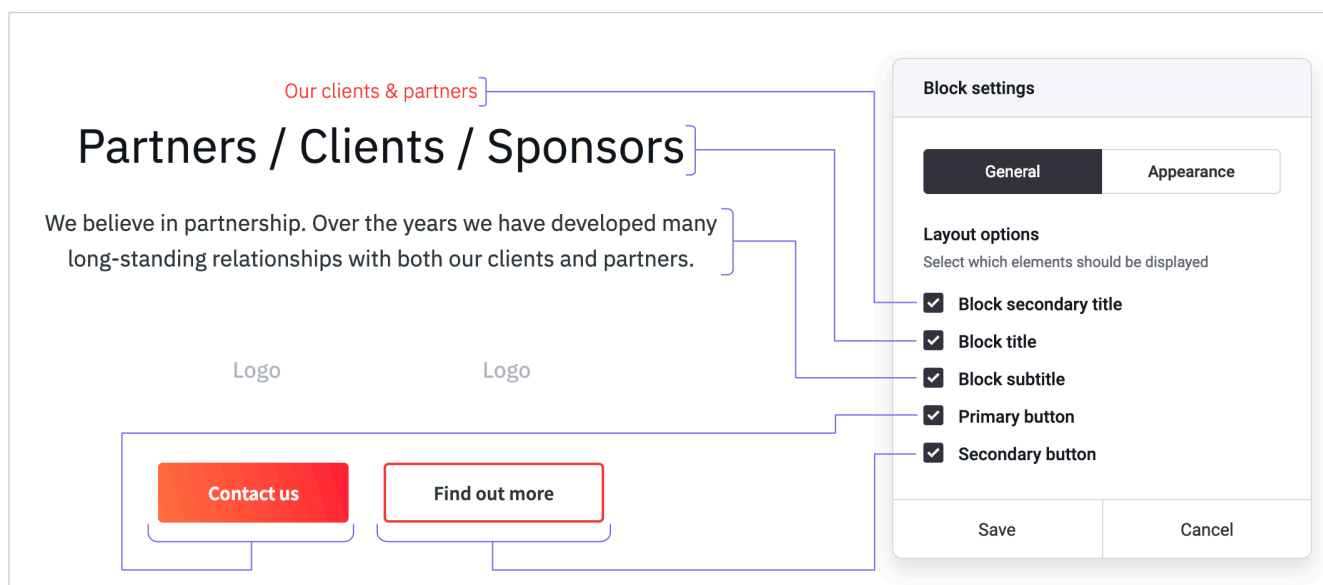 Our clients & partners
Partners / Clients / Sponsors
We believe in partnership. Over the years we have developed many
long-standing relationships with both our clients and partners.
Logo Logo
Contact us Find out more
Block settings
General Appearance
Layout options
Select which elements should be displayed
Block secondary title
Block title
Block subtitle
Primary button
Secondary button
Save Cancel